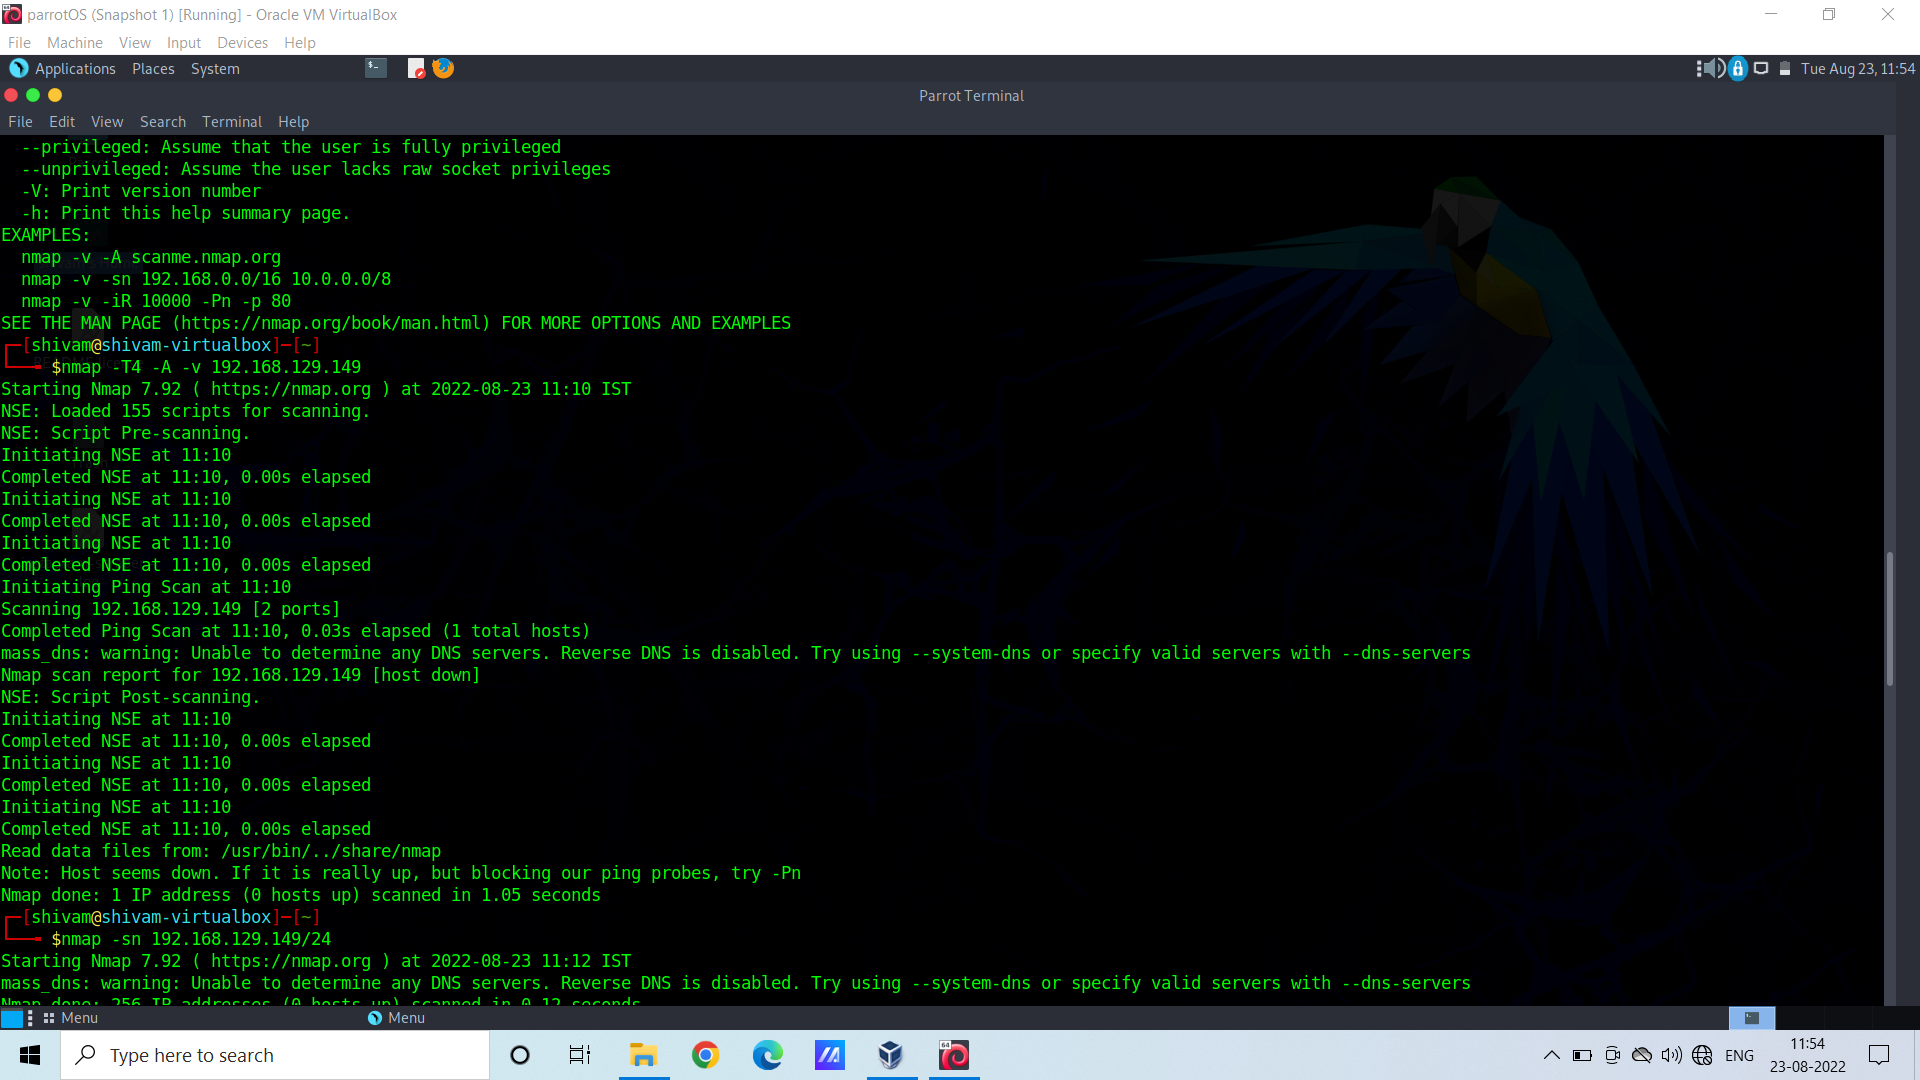 parrotOS (Snapshot 1) [Running] - Oracle VM VirtualBox
File Machine View Input Devices Help
Applications Places System
Tue Aug 23, 11:54
Parrot Terminal
File Edit View Search Terminal Help
--privileged: Assume that the user is fully privileged
--unprivileged: Assume the user lacks raw socket privileges
-V: Print version number
-h: Print this help summary page.
EXAMPLES:
nmap -v -A scanme.nmap.org
nmap -v -sn 192.168.0.0/16 10.0.0.0/8
nmap -v -iR 10000 -Pn -p 80
SEE THE MAN PAGE (https://nmap.org/book/man.html) FOR MORE OPTIONS AND EXAMPLES
┌─[shivam@shivam-virtualbox]─[~]
└──╼ $nmap -T4 -A -v 192.168.129.149
Starting Nmap 7.92 ( https://nmap.org ) at 2022-08-23 11:10 IST
NSE: Loaded 155 scripts for scanning.
NSE: Script Pre-scanning.
Initiating NSE at 11:10
Completed NSE at 11:10, 0.00s elapsed
Initiating NSE at 11:10
Completed NSE at 11:10, 0.00s elapsed
Initiating NSE at 11:10
Completed NSE at 11:10, 0.00s elapsed
Initiating Ping Scan at 11:10
Scanning 192.168.129.149 [2 ports]
Completed Ping Scan at 11:10, 0.03s elapsed (1 total hosts)
mass_dns: warning: Unable to determine any DNS servers. Reverse DNS is disabled. Try using --system-dns or specify valid servers with --dns-servers
Nmap scan report for 192.168.129.149 [host down]
NSE: Script Post-scanning.
Initiating NSE at 11:10
Completed NSE at 11:10, 0.00s elapsed
Initiating NSE at 11:10
Completed NSE at 11:10, 0.00s elapsed
Initiating NSE at 11:10
Completed NSE at 11:10, 0.00s elapsed
Read data files from: /usr/bin/../share/nmap
Note: Host seems down. If it is really up, but blocking our ping probes, try -Pn
Nmap done: 1 IP address (0 hosts up) scanned in 1.05 seconds
┌─[shivam@shivam-virtualbox]─[~]
└──╼ $nmap -sn 192.168.129.149/24
Starting Nmap 7.92 ( https://nmap.org ) at 2022-08-23 11:12 IST
mass_dns: warning: Unable to determine any DNS servers. Reverse DNS is disabled. Try using --system-dns or specify valid servers with --dns-servers
Nmap done: 256 IP addresses (0 hosts up) scanned in 0.12 seconds
Menu Menu
Type here to search
64
ENG
11:54
23-08-2022